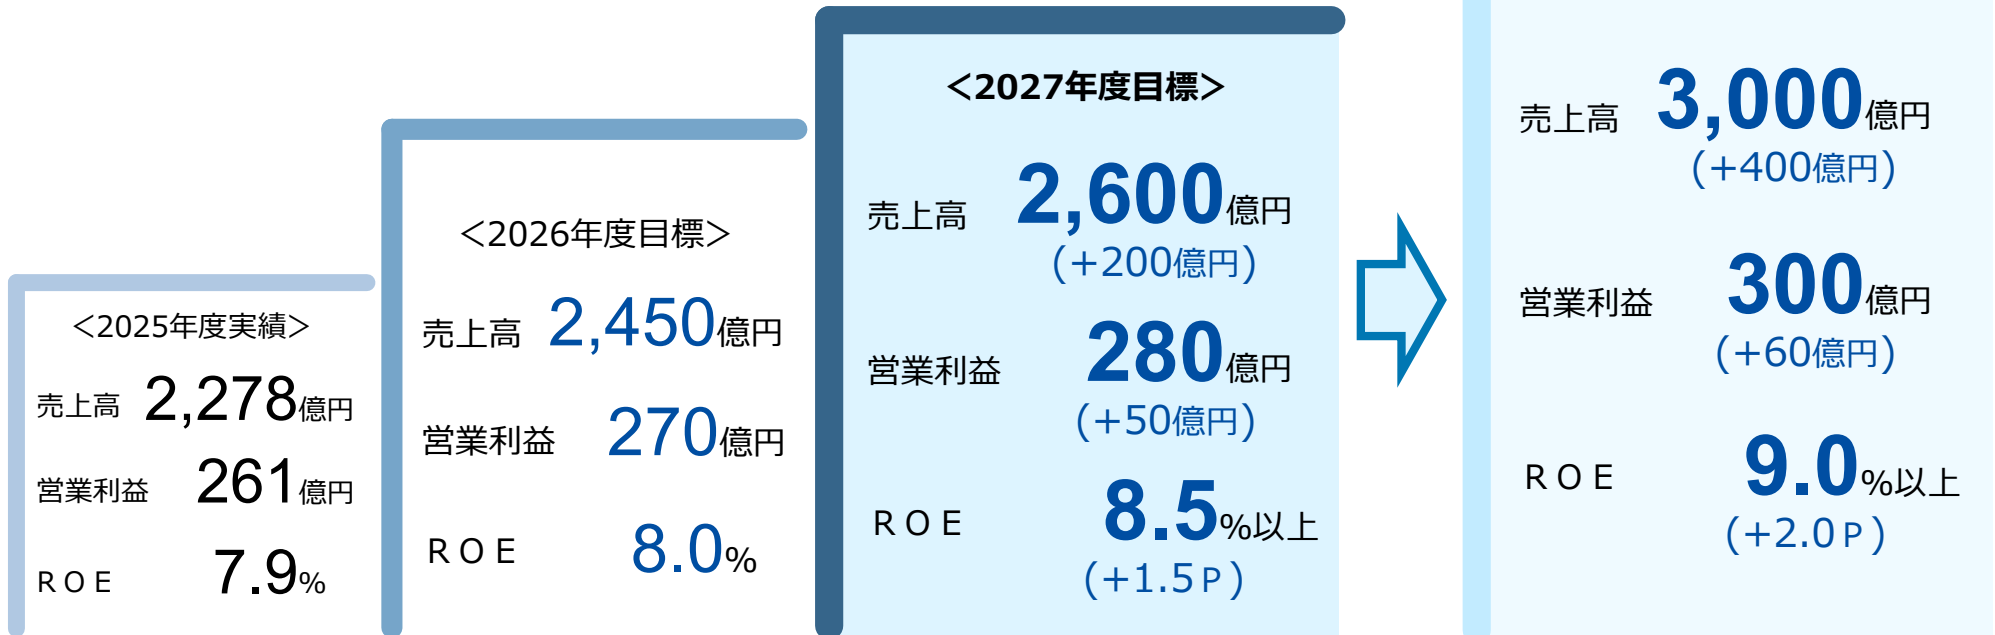 ＜2025年度実績＞
売上高 2,278億円
営業利益 261億円
ＲＯＥ 7.9%
＜2026年度目標＞
売上高 2,450億円
営業利益 270億円
ＲＯＥ 8.0%
＜2027年度目標＞
売上高 2,600億円
(+200億円)
営業利益 280億円
(+50億円)
ＲＯＥ 8.5%以上
(+1.5Ｐ)
売上高 3,000億円
(+400億円)
営業利益 300億円
(+60億円)
ＲＯＥ 9.0%以上
(+2.0Ｐ)